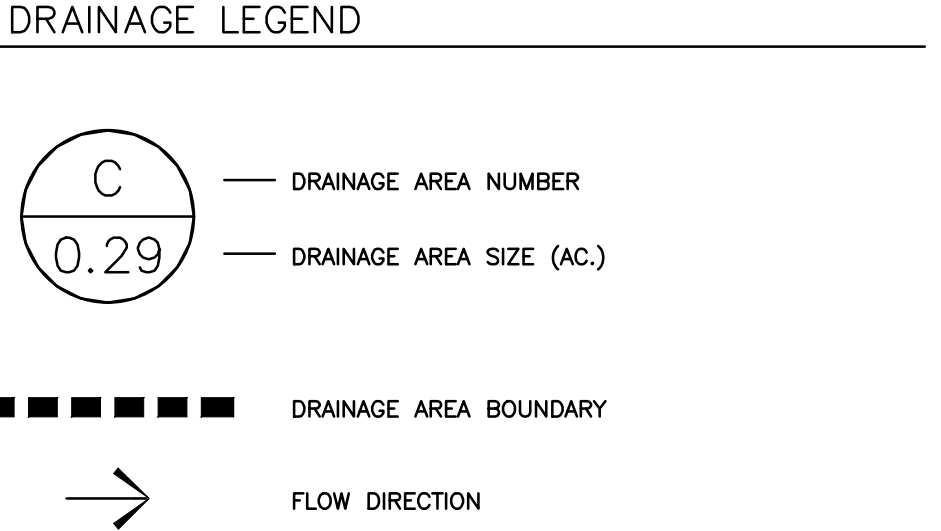 DRAINAGE LEGEND
C
DRAINAGE AREA NUMBER
0.29
DRAINAGE AREA SIZE (AC.)
DRAINAGE AREA BOUNDARY
FLOW DIRECTION